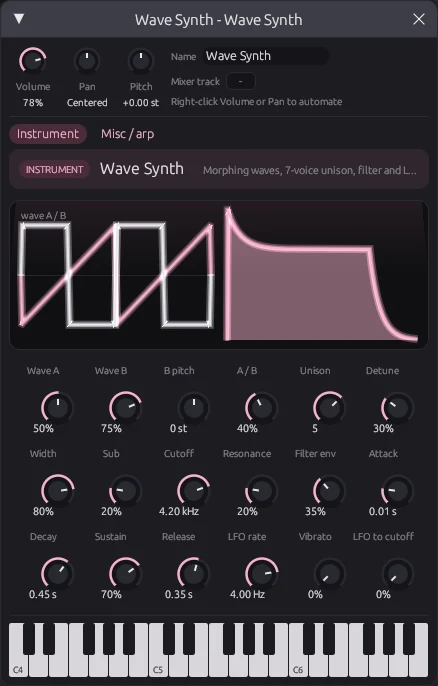 Wave Synth - Wave Synth
Volume
78%
Pan
Centered
Pitch
+0.00 st
Name Wave Synth
Mixer track -
Right-click Volume or Pan to automate
Instrument Misc / arp
INSTRUMENT Wave Synth Morphing waves, 7-voice unison, filter and L...
wave A / B
Wave A Wave B B pitch A / B Unison Detune
50% 75% 0 st 40% 5 30%
Width Sub Cutoff Resonance Filter env Attack
80% 20% 4.20 kHz 20% 35% 0.01 s
Decay Sustain Release LFO rate Vibrato LFO to cutoff
0.45 s 70% 0.35 s 4.00 Hz 0% 0%
C4 C5 C6